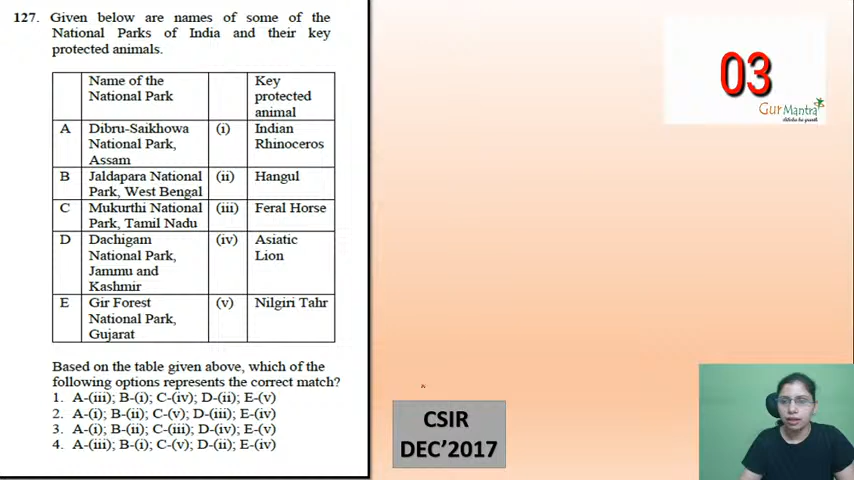 127. Given below are names of some of the
National Parks of India and their key
protected animals.
Name of the
National Park
Key
protected
animal
A Dibru-Saikhowa
National Park,
Assam
(i) Indian
Rhinoceros
B Jaldapara National
Park, West Bengal
(ii) Hangul
C Mukurthi National
Park, Tamil Nadu
(iii) Feral Horse
D Dachigam
National Park,
Jammu and
Kashmir
(iv) Asiatic
Lion
E Gir Forest
National Park,
Gujarat
(v) Nilgiri Tahr
Based on the table given above, which of the
following options represents the correct match?
1. A-(iii); B-(i); C-(iv); D-(ii); E-(v)
2. A-(i); B-(ii); C-(v); D-(iii); E-(iv)
3. A-(i); B-(ii); C-(iii); D-(iv); E-(v)
4. A-(iii); B-(i); C-(v); D-(ii); E-(iv)
03
GurMantra
CSIR
DEC’2017